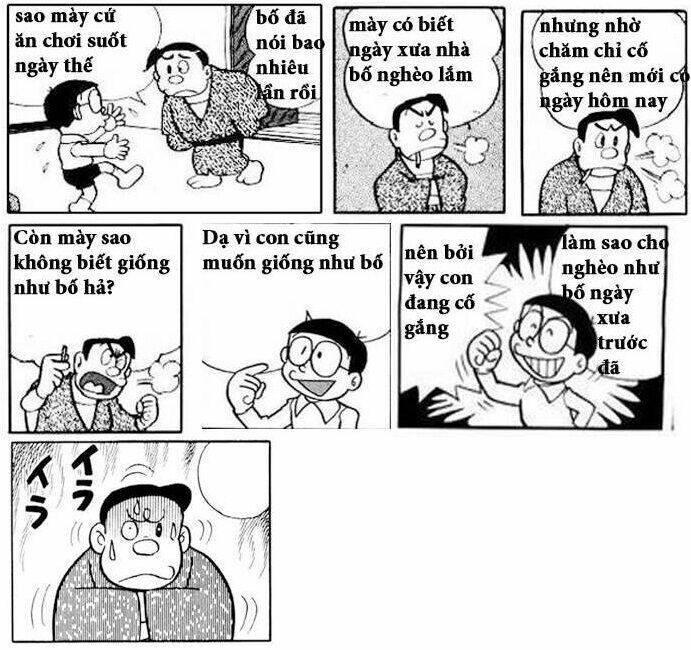 sao mày cứ
ăn chơi suốt
ngày thế
bố đã
nói bao
nhiêu
lần rồi
mày có biết
ngày xưa nhà
bố nghèo lắm
nhưng nhờ
chăm chỉ cố
gắng nên mới có
ngày hôm nay
Còn mày sao
không biết giống
như bố hả?
Dạ vì con cũng
muốn giống như bố
nên bởi
vậy con
đang cố
gắng
làm sao cho
nghèo như
bố ngày
xưa
trước
đã
イラ
イラ